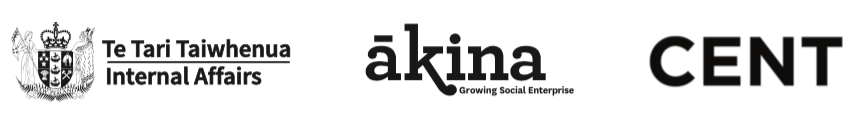 Te Tari Taiwhenua
Internal Affairs
ākina
Growing Social Enterprise
CENT